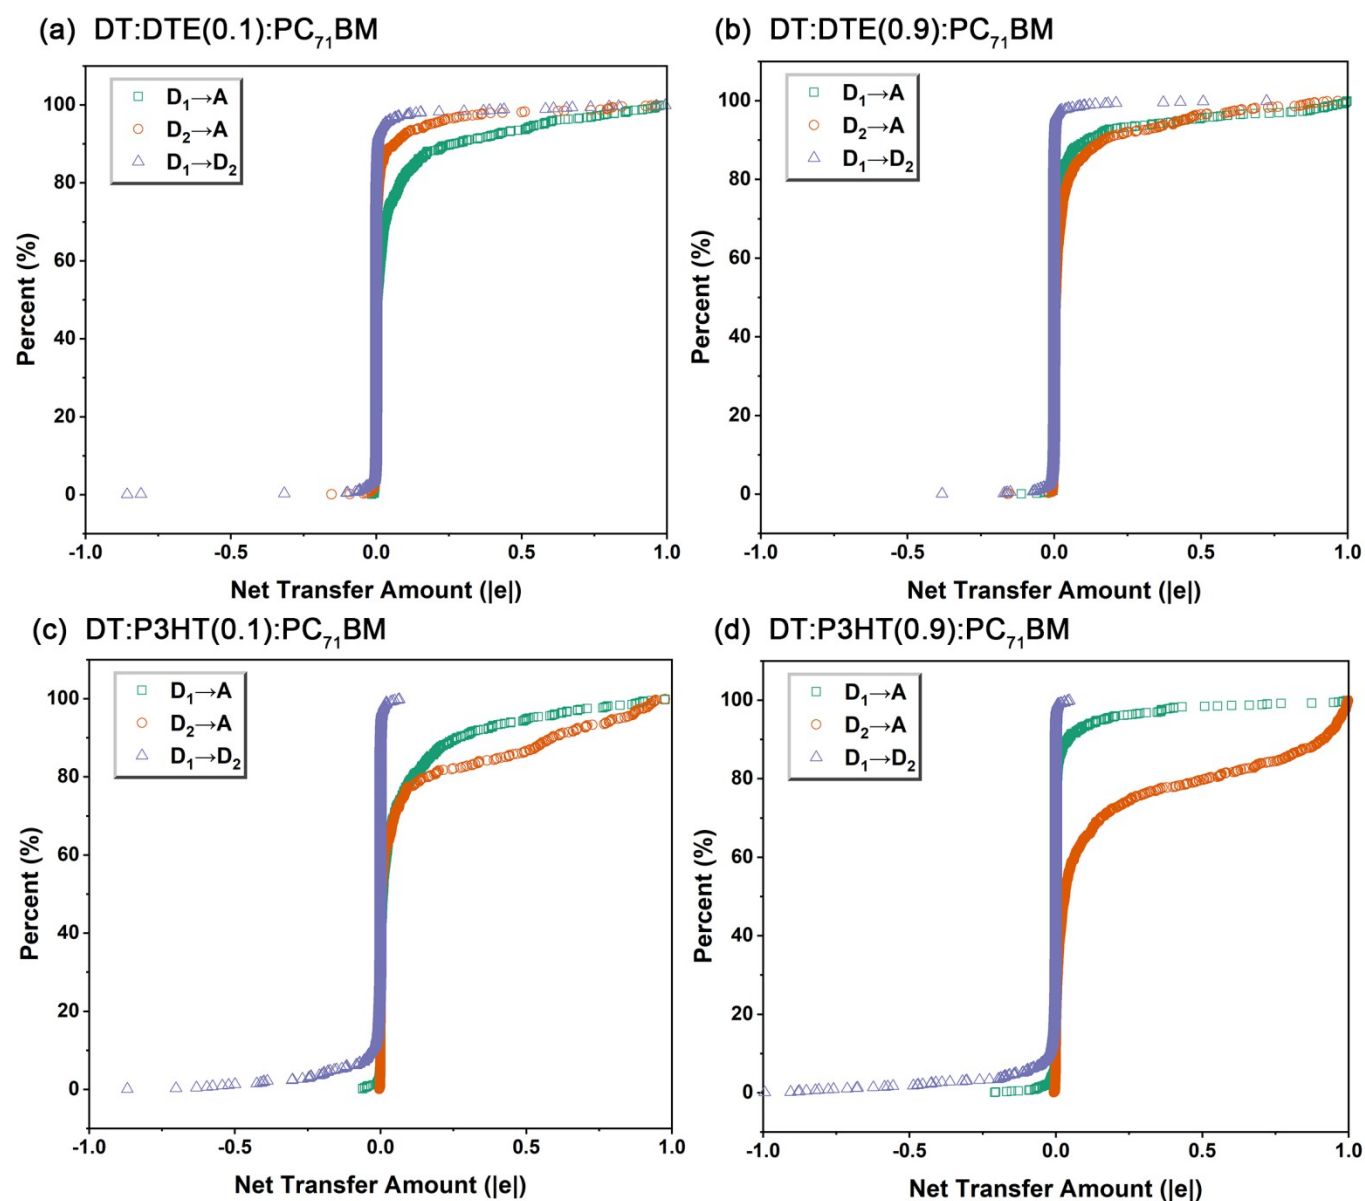 (a) DT:DTE(0.1):PC₇₁BM
D₁→A
D₂→A
D₁→D₂
100
80
60
40
20
0
Percent (%)
-1.0 -0.5 0.0 0.5 1.0
Net Transfer Amount (|e|)
(b) DT:DTE(0.9):PC₇₁BM
D₁→A
D₂→A
D₁→D₂
100
80
60
40
20
0
Percent (%)
-1.0 -0.5 0.0 0.5 1.0
Net Transfer Amount (|e|)
(c) DT:P3HT(0.1):PC₇₁BM
D₁→A
D₂→A
D₁→D₂
100
80
60
40
20
0
Percent (%)
-1.0 -0.5 0.0 0.5 1.0
Net Transfer Amount (|e|)
(d) DT:P3HT(0.9):PC₇₁BM
D₁→A
D₂→A
D₁→D₂
100
80
60
40
20
0
Percent (%)
-1.0 -0.5 0.0 0.5 1.0
Net Transfer Amount (|e|)